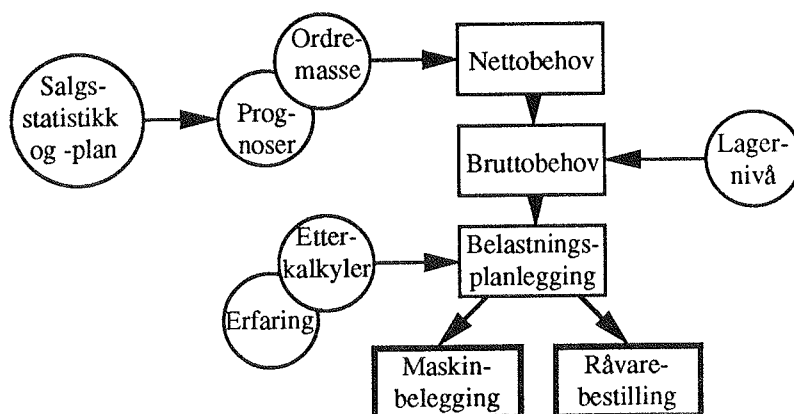 Ordre-
masse
Nettobehov
Salgs-
statistikk
og -plan
Prog-
noser
Bruttobehov
Lager-
nivå
Etter-
kalkyler
Belastnings-
planlegging
Erfaring
Maskin-
belegging
Råvare-
bestilling